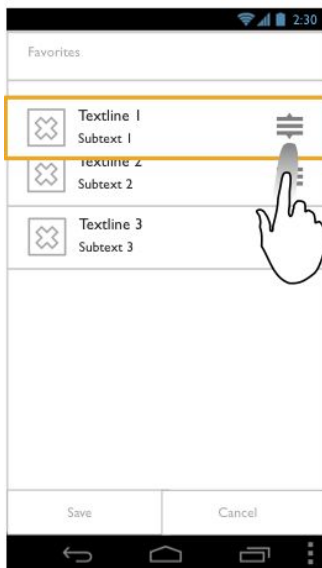 2:30
Favorites
Textline 1
Subtext 1
Textline 2
Subtext 2
Textline 3
Subtext 3
Save
Cancel